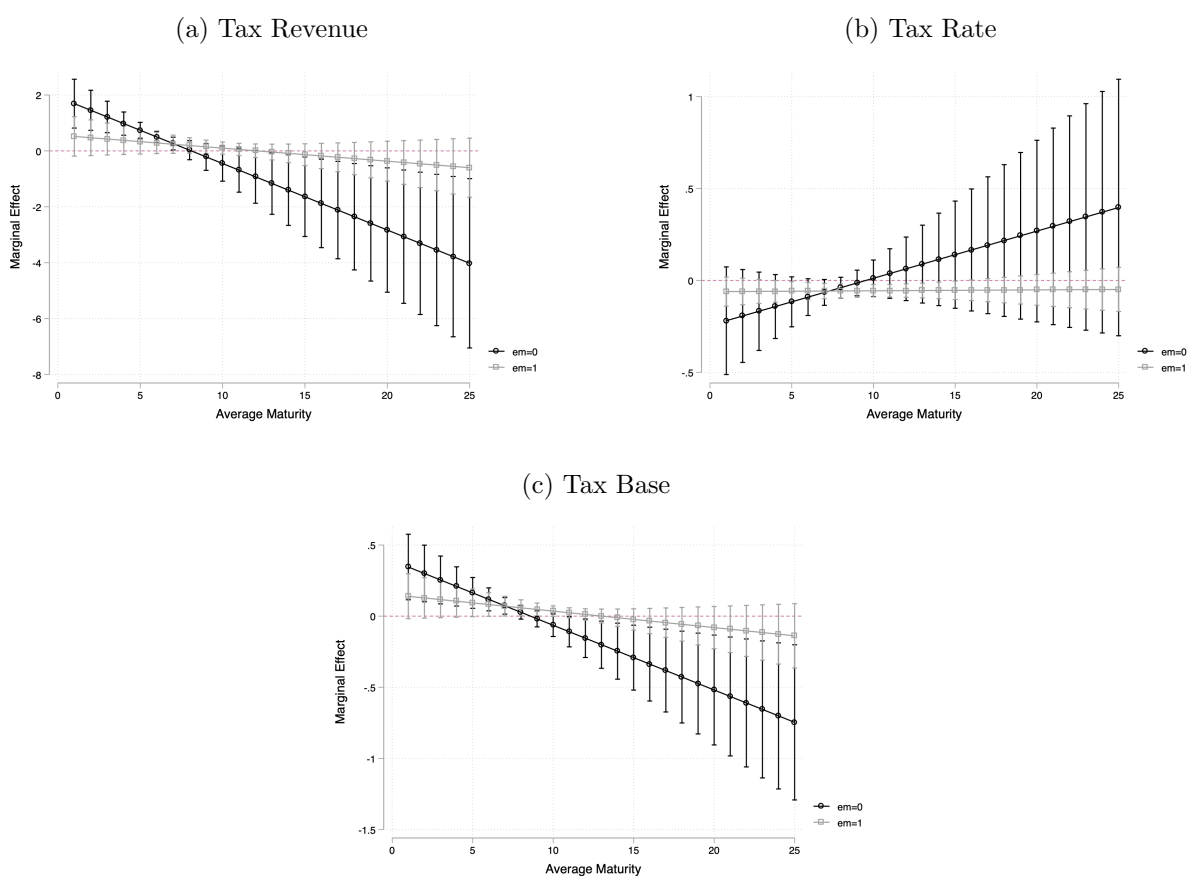 (a) Tax Revenue
Marginal Effect
2
0
-2
-4
-6
-8
0 5 10 15 20 25
Average Maturity
em=0
em=1
(b) Tax Rate
Marginal Effect
1
.5
0
-.5
0 5 10 15 20 25
Average Maturity
em=0
em=1
(c) Tax Base
Marginal Effect
.5
0
-.5
-1
-1.5
0 5 10 15 20 25
Average Maturity
em=0
em=1